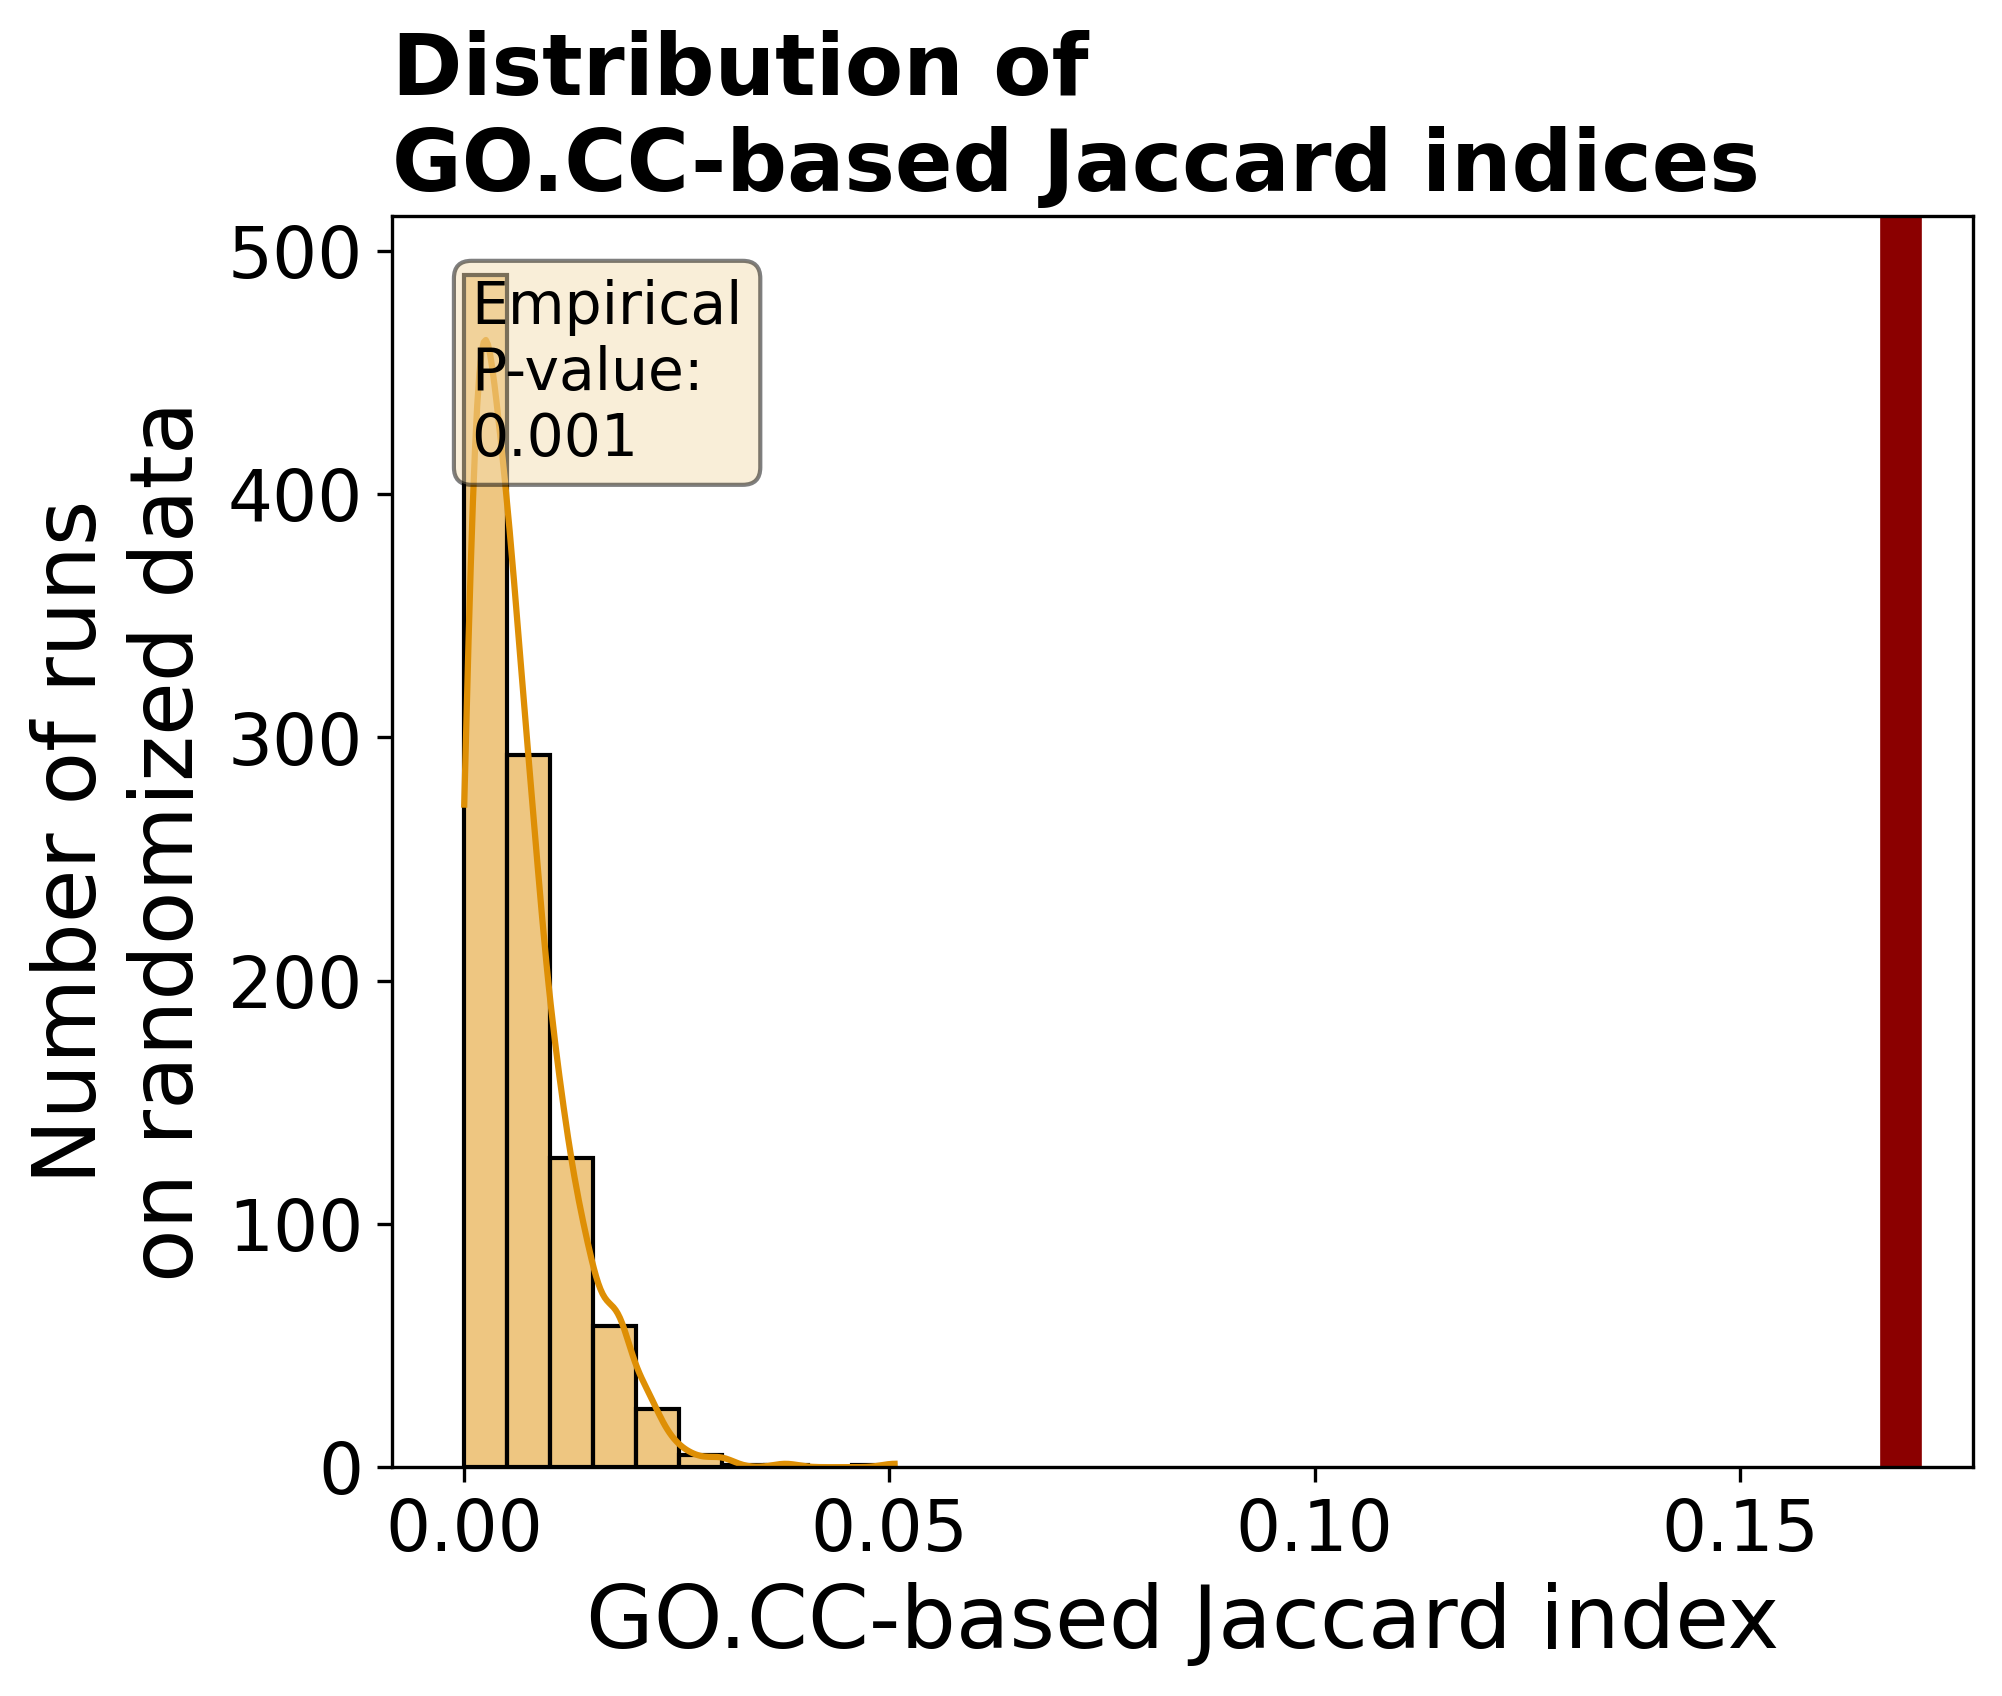 Distribution of
GO.CC-based Jaccard indices
500
400
300
200
100
0
Number of runs
on randomized data
Empirical
P-value:
0.001
0.00 0.05 0.10 0.15
GO.CC-based Jaccard index